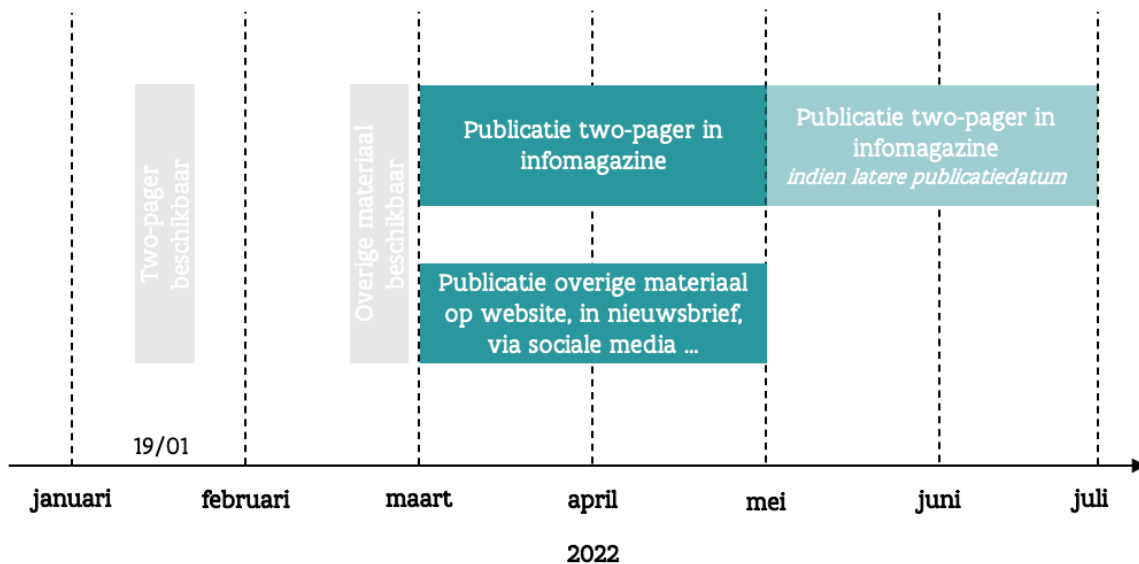 Two-pager
beschikbaar
Overige materiaal
beschikbaar
Publicatie two-pager in
infomagazine
Publicatie two-pager in
infomagazine
indien latere publicatiedatum
Publicatie overige materiaal
op website, in nieuwsbrief,
via sociale media ...
19/01
januari
februari
maart
april
mei
juni
juli
2022